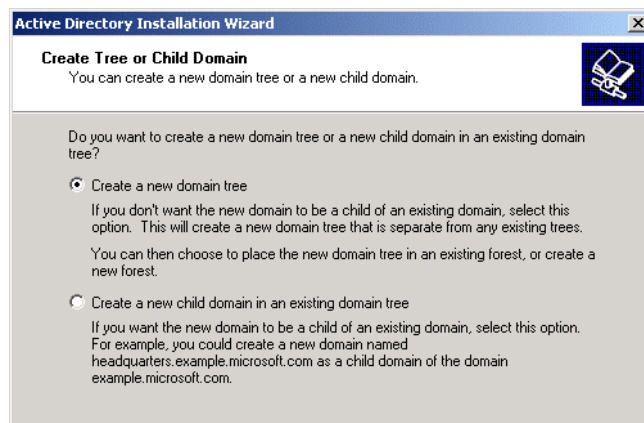 Active Directory Installation Wizard
Create Tree or Child Domain
You can create a new domain tree or a new child domain.
Do you want to create a new domain tree or a new child domain in an existing domain
tree?
Create a new domain tree
If you don't want the new domain to be a child of an existing domain, select this
option. This will create a new domain tree that is separate from any existing trees.
You can then choose to place the new domain tree in an existing forest, or create a
new forest.
Create a new child domain in an existing domain tree
If you want the new domain to be a child of an existing domain, select this option.
For example, you could create a new domain named
headquarters.example.microsoft.com as a child domain of the domain
example.microsoft.com.